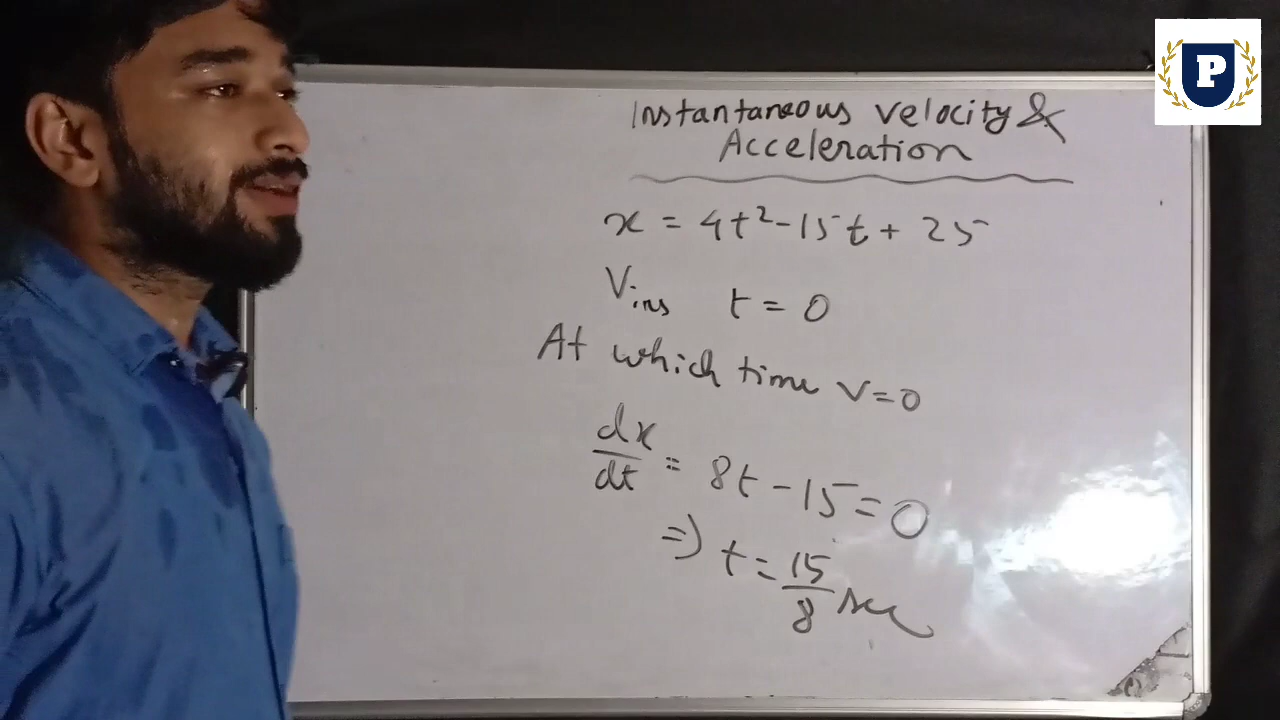 Instantaneous velocity &
Acceleration
x = 4t² - 15t + 25
Vins t = 0
At which time v = 0
dx/dt = 8t - 15 = 0
⇒ t = 15/8 sec
P